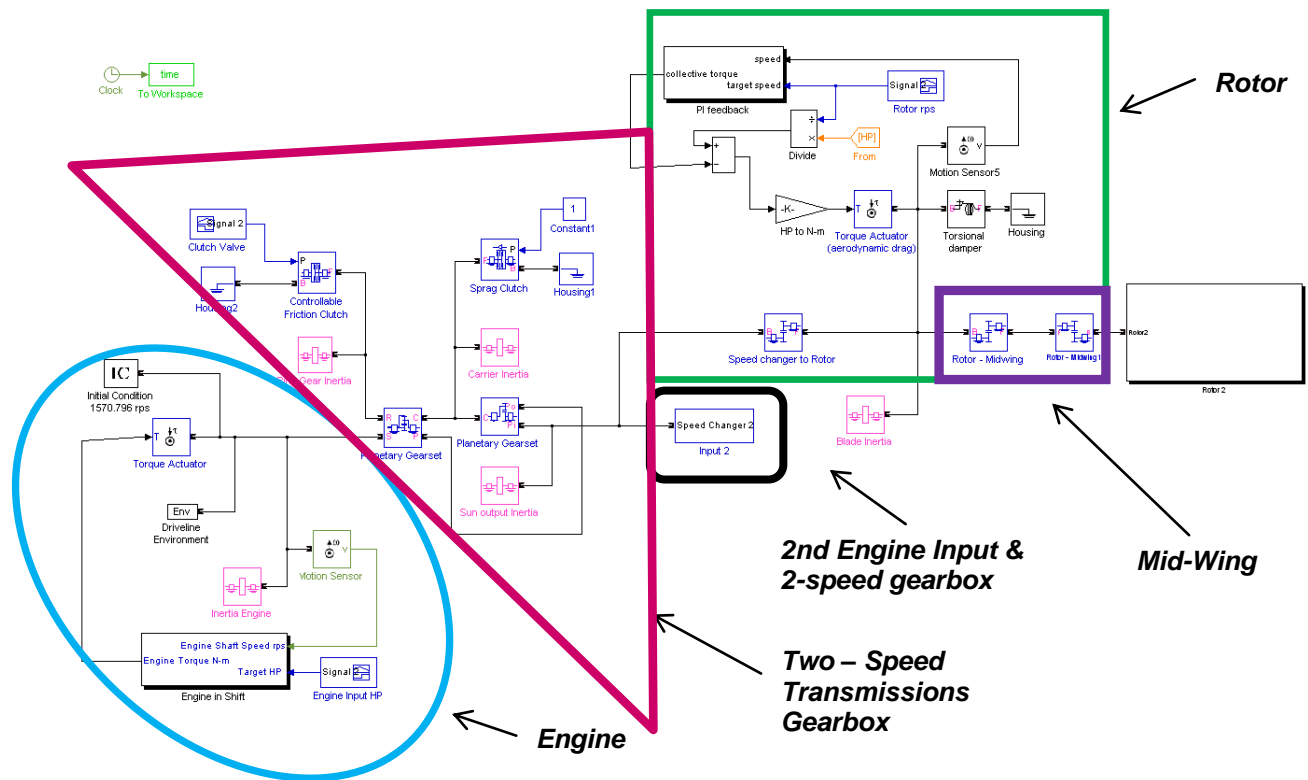 Clock
time
To Workspace
speed
collective torque
target speed
PI feedback
Signal 2
Rotor rps
÷
×
Divide
[HP]
From
+
−
V
Motion Sensor5
-K-
HP to N-m
T
Torque Actuator
(aerodynamic drag)
B
F
Torsional
damper
Housing
Rotor
Signal 2
Clutch Valve
P
B
F
Controllable
Friction Clutch
Housing2
1
Constant1
P
F
B
Sprag Clutch
Housing1
Gear Inertia
Carrier Inertia
B
F
Speed changer to Rotor
B
F
Rotor - Midwing
Rotor - Midwing1
Rotor2
Rotor 2
IC
Initial Condition
1570.796 rps
T
Torque Actuator
R
C
S
P
Planetary Gearset
C
Po
Pi
Planetary Gearset
Speed Changer 2
Input 2
Blade Inertia
Sun output Inertia
Env
Driveline
Environment
V
Motion Sensor
Inertia Engine
Engine Shaft Speed rps
Engine Torque N-m
Target HP
Engine in Shift
Signal 2
Engine Input HP
2nd Engine Input &
2-speed gearbox
Mid-Wing
Two – Speed
Transmissions
Gearbox
Engine